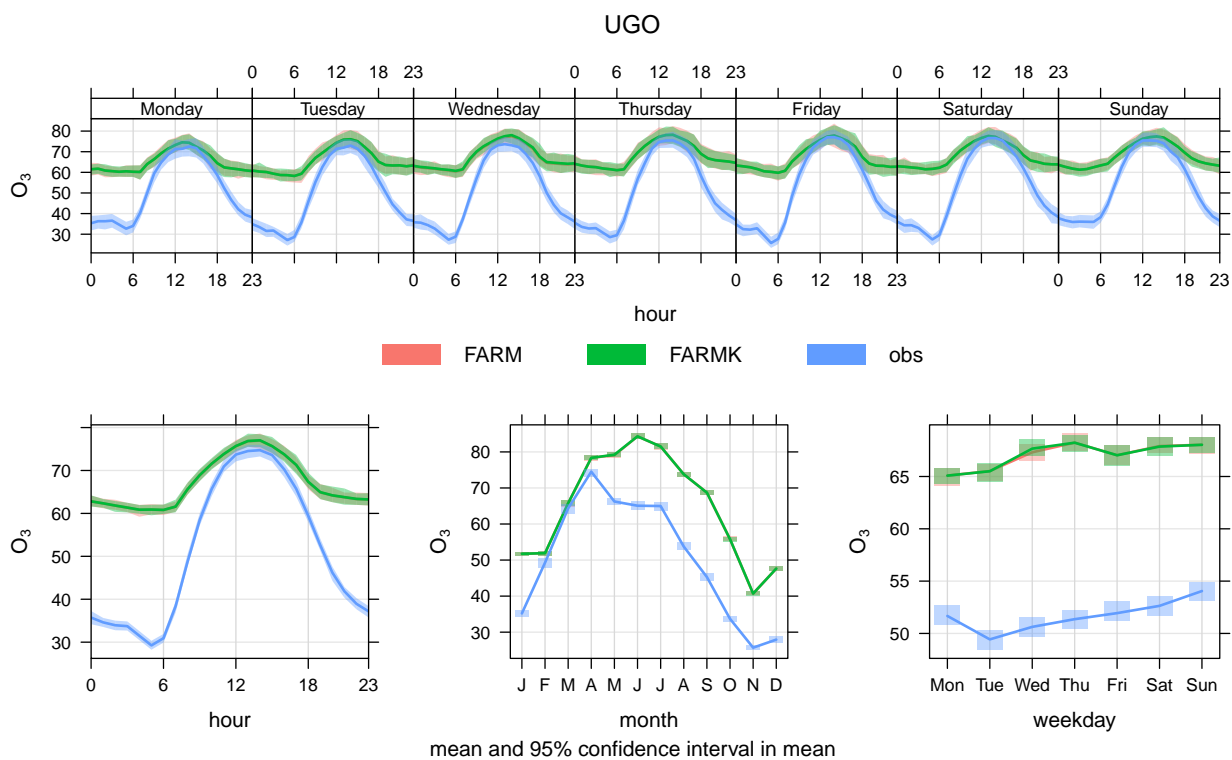 UGO
0 6 12 18 23 0 6 12 18 23 0 6 12 18 23
Monday Tuesday Wednesday Thursday Friday Saturday Sunday
80
70
60
50
40
30
O3
0 6 12 18 23 0 6 12 18 23 0 6 12 18 23 0 6 12 18 23
hour
FARM FARMK obs
70
60
50
40
30
O3
0 6 12 18 23
hour
80
70
60
50
40
30
O3
J F M A M J J A S O N D
month
65
60
55
50
O3
Mon Tue Wed Thu Fri Sat Sun
weekday
mean and 95% confidence interval in mean